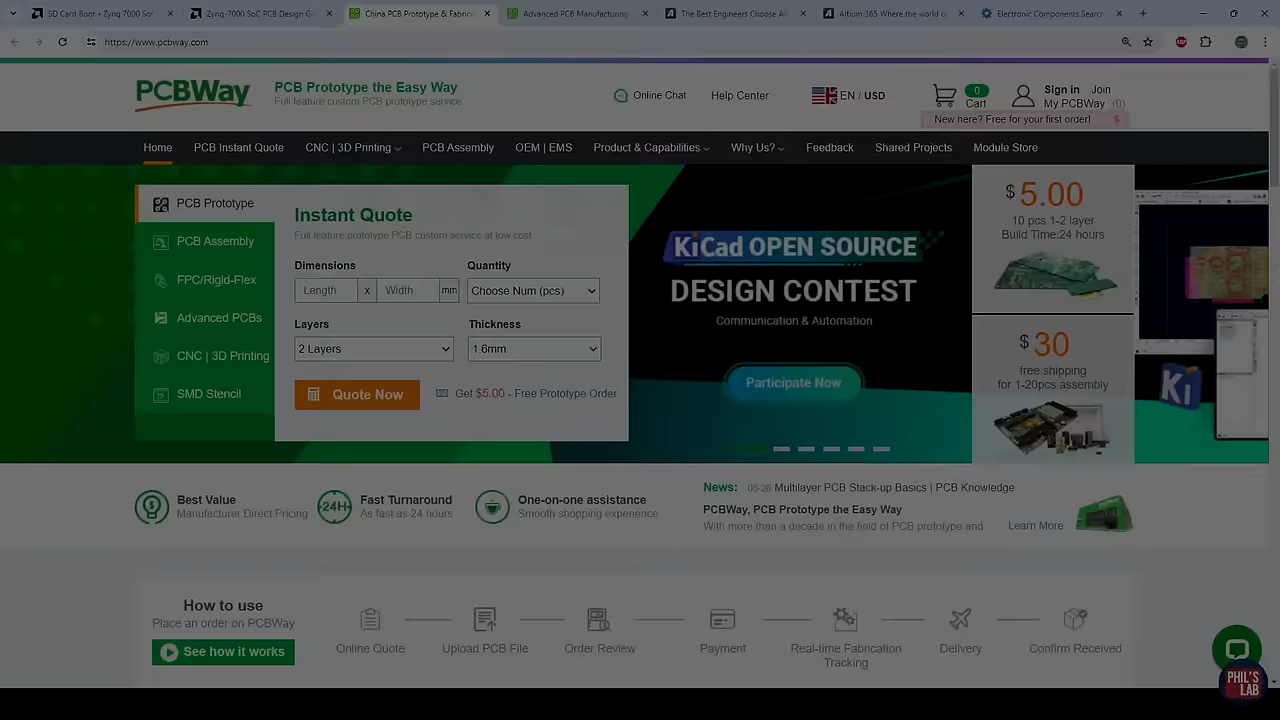 SD Card Boot • Zynq 7000 So
Zynq-7000 SoC PCB Design G
China PCB Prototype & Fabrica
Advanced PCB Manufacturing
The Best Engineers Choose Al
Altium 365 Where the world
Electronic Components Search
https://www.pcbway.com
PCBWay
PCB Prototype the Easy Way
Full feature custom PCB prototype service
Online Chat
Help Center
EN / USD
0
Cart
Sign in
Join
My PCBWay (0)
New here? Free for your first order! $
Home
PCB Instant Quote
CNC | 3D Printing
PCB Assembly
OEM | EMS
Product & Capabilities
Why Us?
Feedback
Shared Projects
Module Store
PCB Prototype
PCB Assembly
FPC/Rigid-Flex
Advanced PCBs
CNC | 3D Printing
SMD Stencil
Instant Quote
Full feature prototype PCB custom service at low cost
Dimensions
Quantity
Length x Width mm
Choose Num (pcs)
Layers
Thickness
2 Layers
1.6mm
Quote Now
Get $5.00 - Free Prototype Order
KiCad OPEN SOURCE
DESIGN CONTEST
Communication & Automation
Participate Now
$ 5.00
10 pcs 1-2 layer
Build Time:24 hours
$ 30
free shipping
for 1-20pcs assembly
Ki
Best Value
Manufacturer Direct Pricing
24H
Fast Turnaround
As fast as 24 hours
One-on-one assistance
Smooth shopping experience
News: 05-26 Multilayer PCB Stack-up Basics | PCB Knowledge
PCBWay, PCB Prototype the Easy Way
With more than a decade in the field of PCB prototype and
Learn More
How to use
Place an order on PCBWay
See how it works
Online Quote
Upload PCB File
Order Review
Payment
Real-time Fabrication
Tracking
Delivery
Confirm Received
PHIL'S
LAB